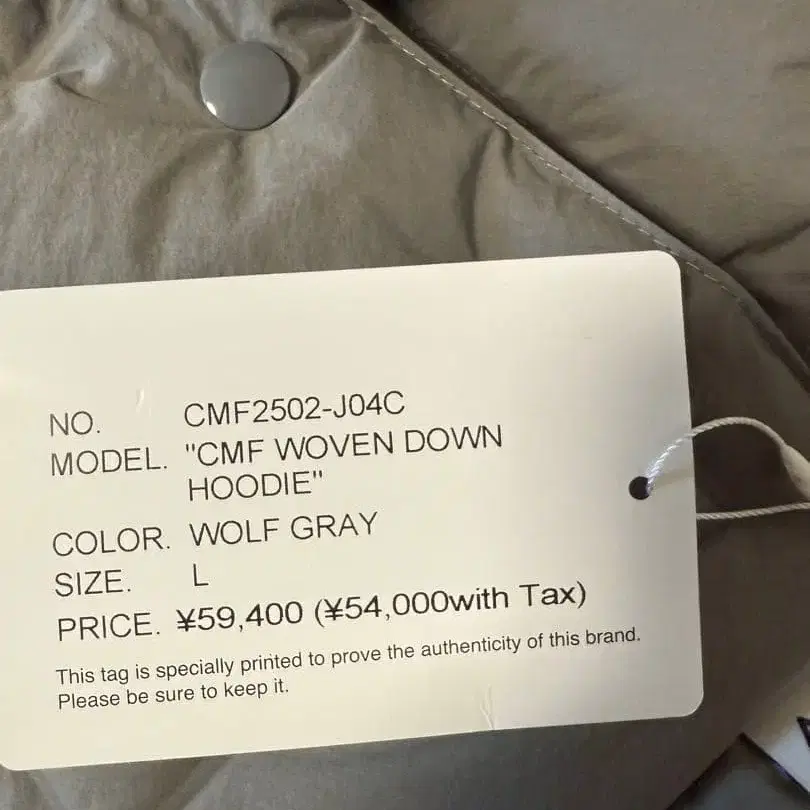 NO. CMF2502-J04C
MODEL. "CMF WOVEN DOWN
HOODIE"
COLOR. WOLF GRAY
SIZE. L
PRICE. ¥59,400 (¥54,000with Tax)
This tag is specially printed to prove the authenticity of this brand.
Please be sure to keep it.